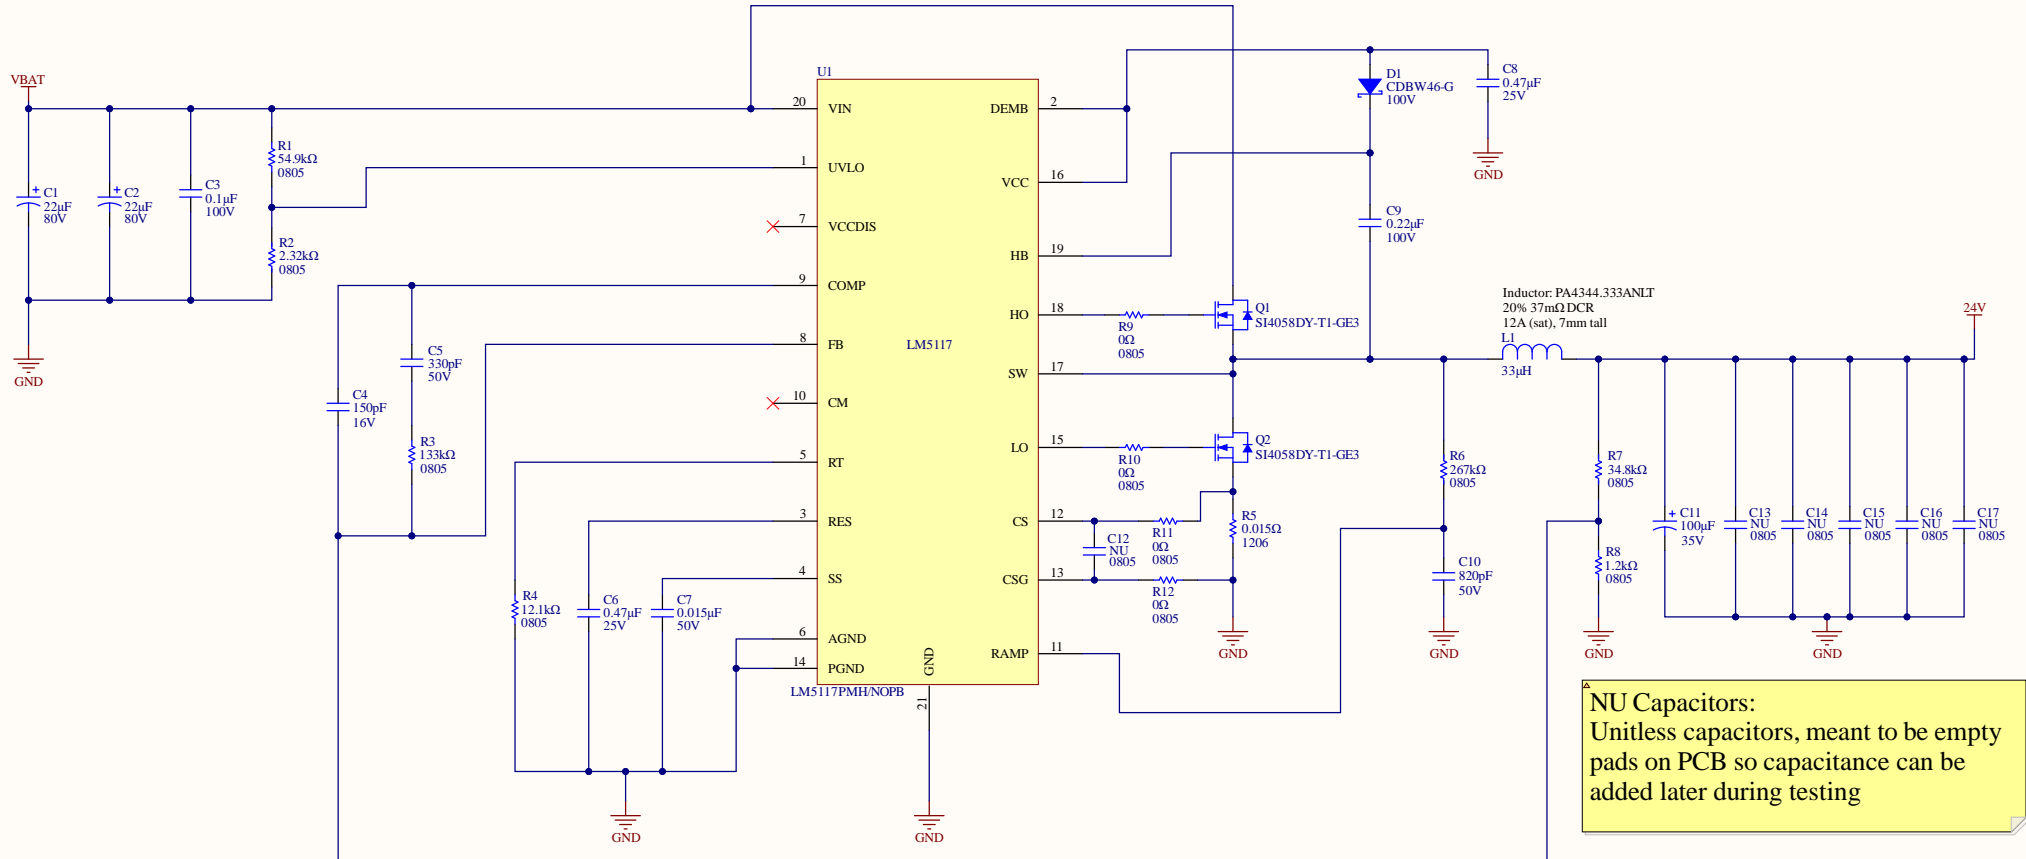 VBAT
C1
22µF
80V
C2
22µF
80V
C3
0.1µF
100V
R1
54.9kΩ
0805
R2
2.32kΩ
0805
GND
C4
150pF
16V
C5
330pF
50V
R3
133kΩ
0805
R4
12.1kΩ
0805
C6
0.47µF
25V
C7
0.015µF
50V
GND
U1
20 VIN
1 UVLO
7 VCCDIS
9 COMP
8 FB
10 CM
5 RT
3 RES
4 SS
6 AGND
14 PGND
LM5117
DEMB 2
VCC 16
HB 19
HO 18
SW 17
LO 15
CS 12
CSG 13
RAMP 11
GND
21
LM5117PMH/NOPB
GND
D1
CDBW46-G
100V
C8
0.47µF
25V
GND
C9
0.22µF
100V
Q1
SI4058DY-T1-GE3
R9
0Ω
0805
Q2
SI4058DY-T1-GE3
R10
0Ω
0805
R11
0Ω
0805
C12
NU
0805
R12
0Ω
0805
R5
0.015Ω
1206
GND
R6
267kΩ
0805
C10
820pF
50V
GND
Inductor: PA4344.333ANLT
20% 37mΩ DCR
12A (sat), 7mm tall
L1
33µH
24V
R7
34.8kΩ
0805
R8
1.2kΩ
0805
GND
C11
100µF
35V
C13
NU
0805
C14
NU
0805
C15
NU
0805
C16
NU
0805
C17
NU
0805
GND
NU Capacitors:
Unitless capacitors, meant to be empty
pads on PCB so capacitance can be
added later during testing